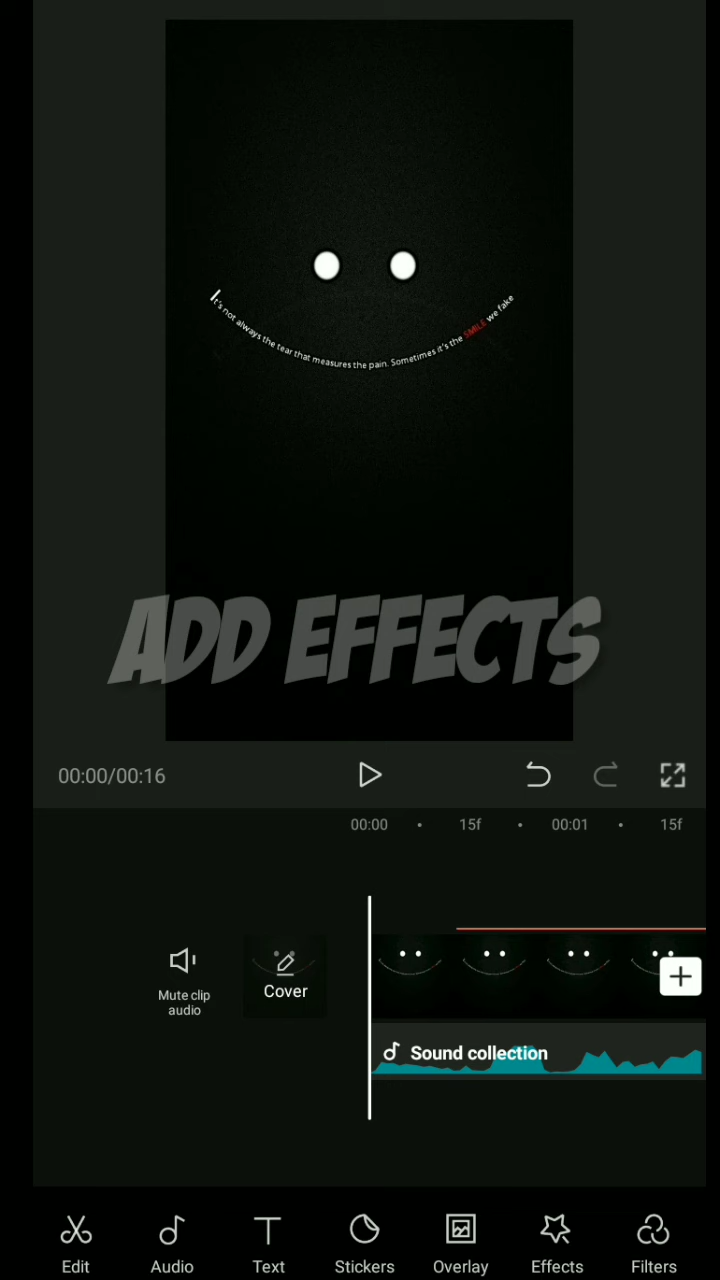 It's not always the tear that measures the pain. Sometimes it's the SMILE we fake
ADD EFFECTS
00:00/00:16
00:00 • 15f • 00:01 • 15f
Mute clip
audio
Cover
Sound collection
Edit Audio Text Stickers Overlay Effects Filters